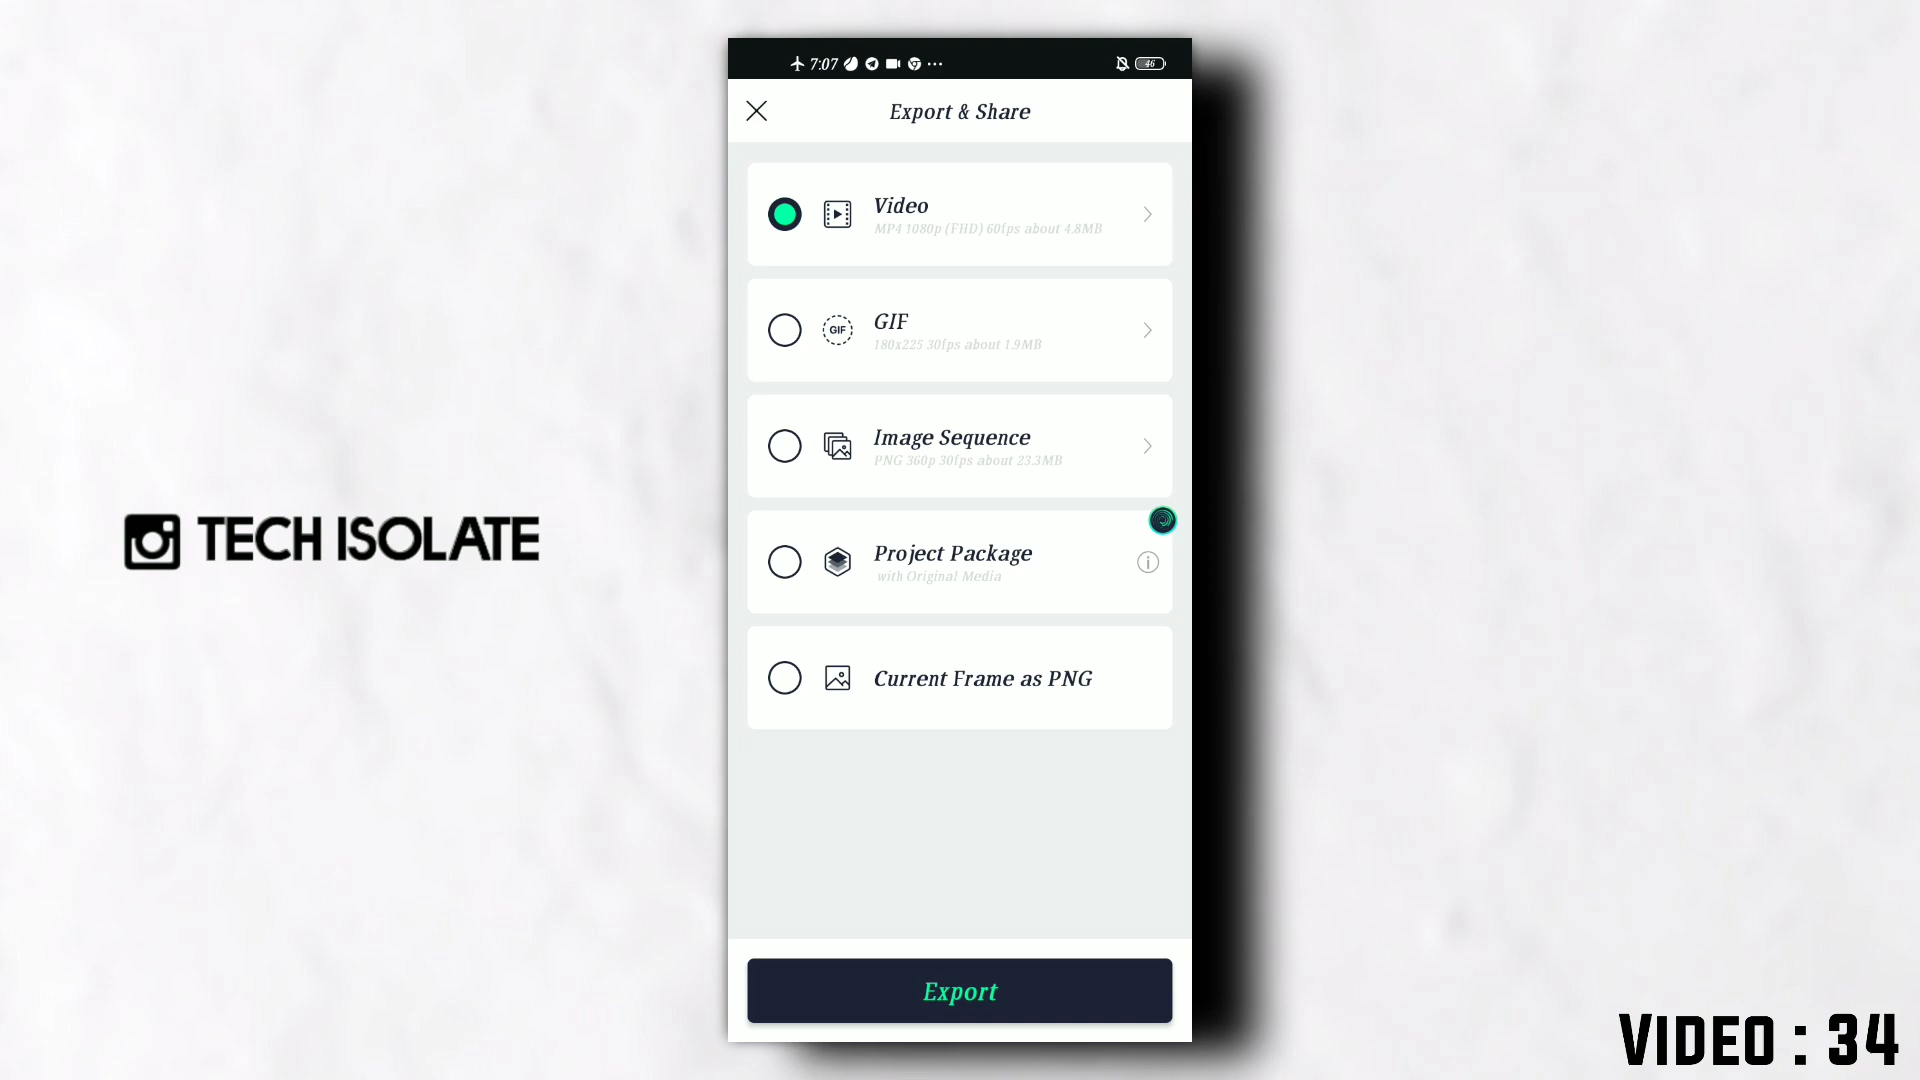 7:07
46
Export & Share
Video
MP4 1080p (FHD) 60fps about 4.8MB
GIF
GIF
180x225 30fps about 1.9MB
Image Sequence
PNG 360p 30fps about 23.3MB
Project Package
with Original Media
Current Frame as PNG
Export
TECH ISOLATE
VIDEO : 34